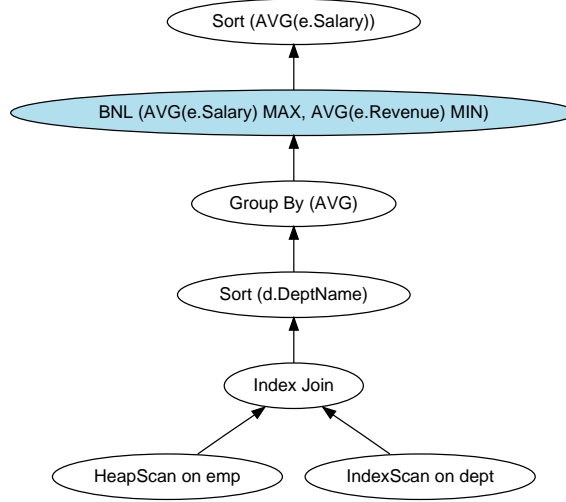 Sort (AVG(e.Salary))
BNL (AVG(e.Salary) MAX, AVG(e.Revenue) MIN)
Group By (AVG)
Sort (d.DeptName)
Index Join
HeapScan on emp
IndexScan on dept